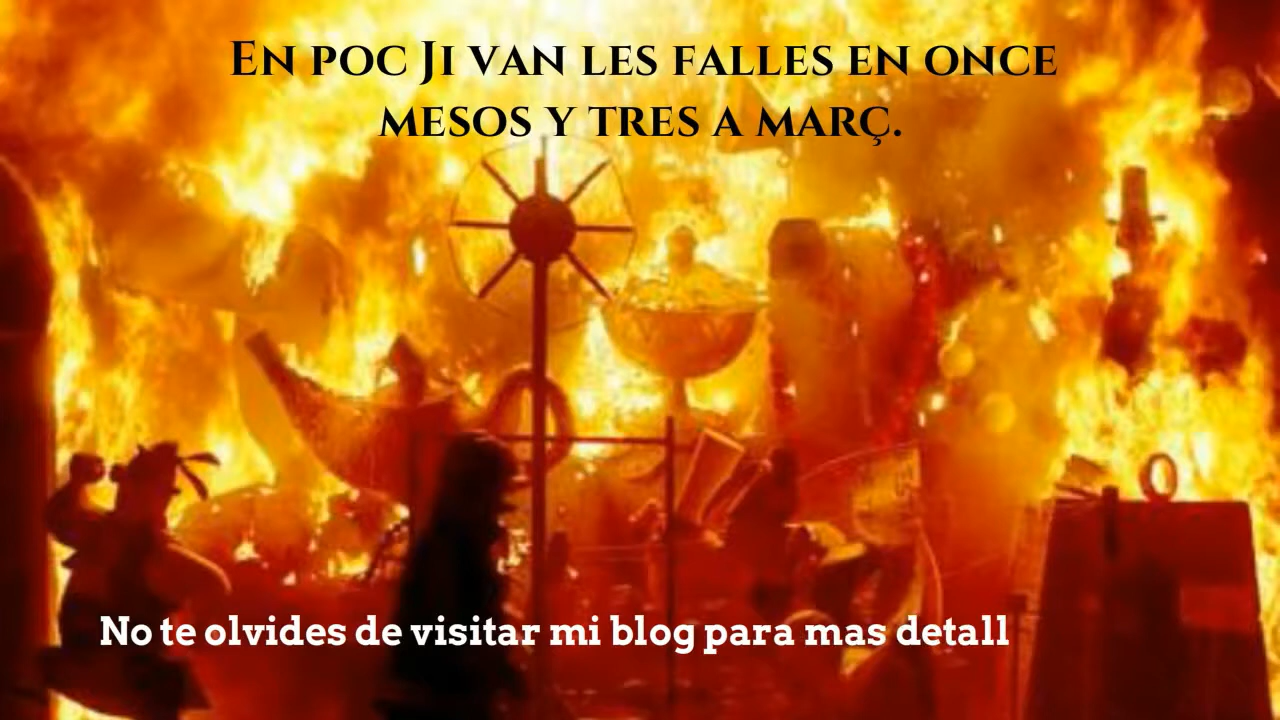 En poc Ji van les falles en once
mesos y tres a març.
No te olvides de visitar mi blog para mas detall